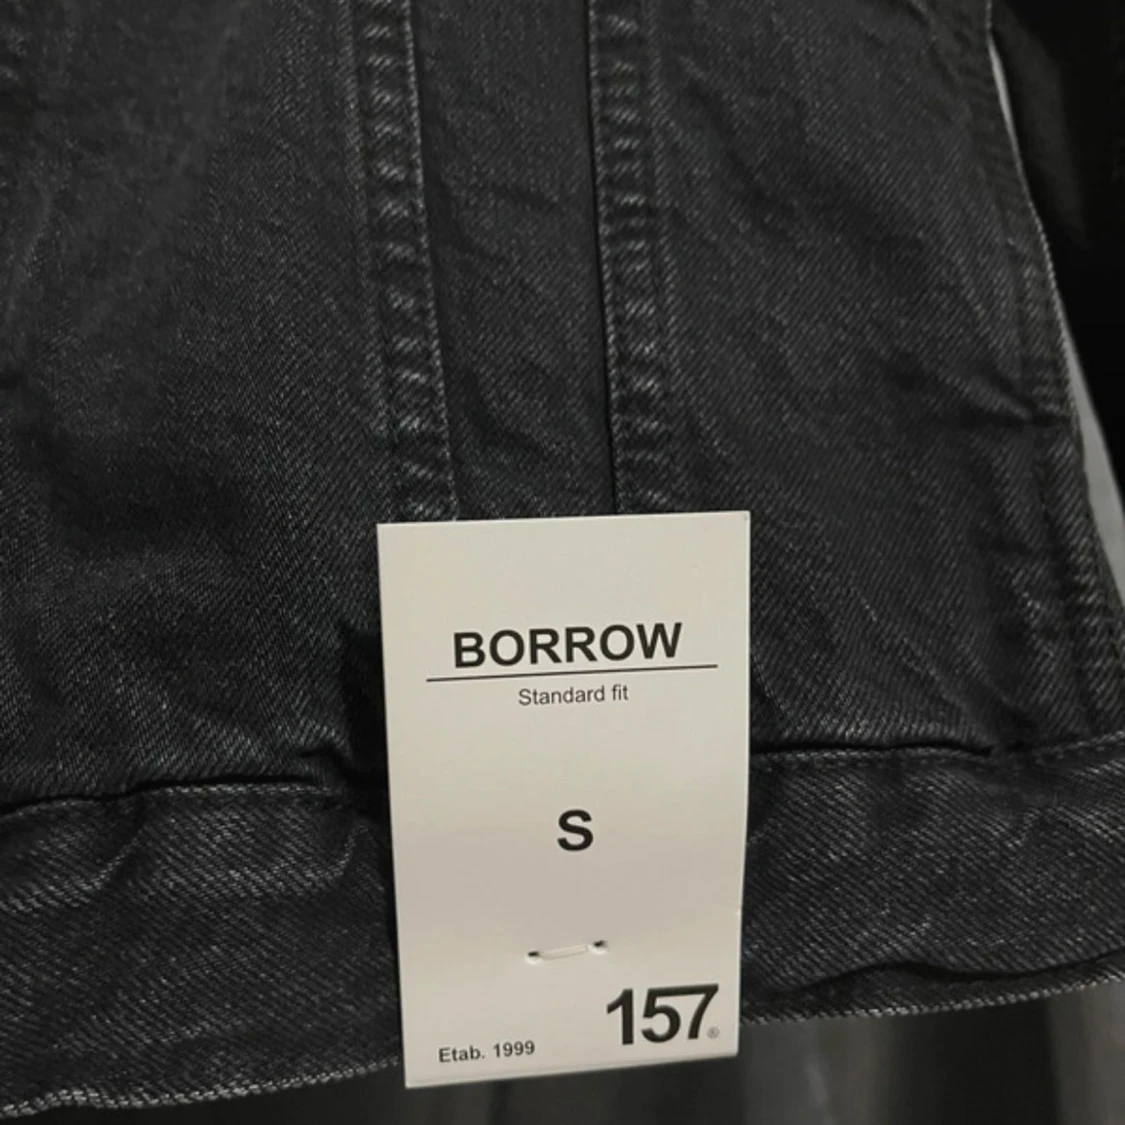 BORROW
Standard fit
S
157®
Etab. 1999